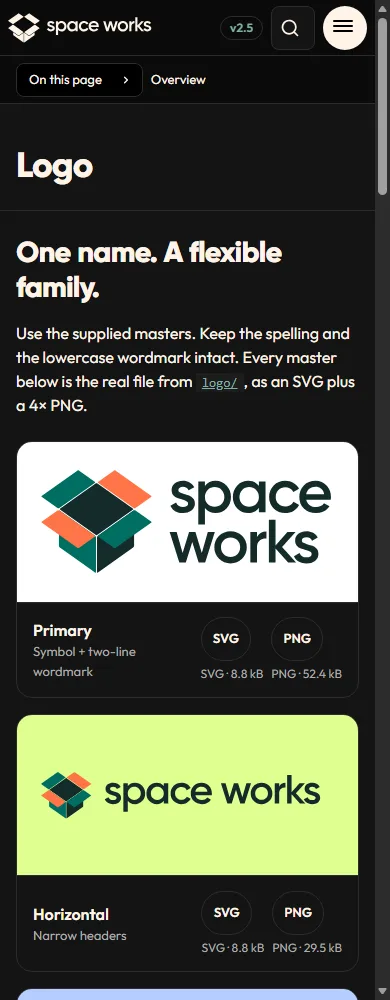 space works
v2.5
On this page
Overview
Logo
One name. A flexible
family.
Use the supplied masters. Keep the spelling and
the lowercase wordmark intact. Every master
below is the real file from logo/ , as an SVG plus
a 4× PNG.
space
works
Primary
Symbol + two-line
wordmark
SVG
PNG
SVG · 8.8 kB
PNG · 52.4 kB
space works
Horizontal
Narrow headers
SVG
PNG
SVG · 8.8 kB
PNG · 29.5 kB